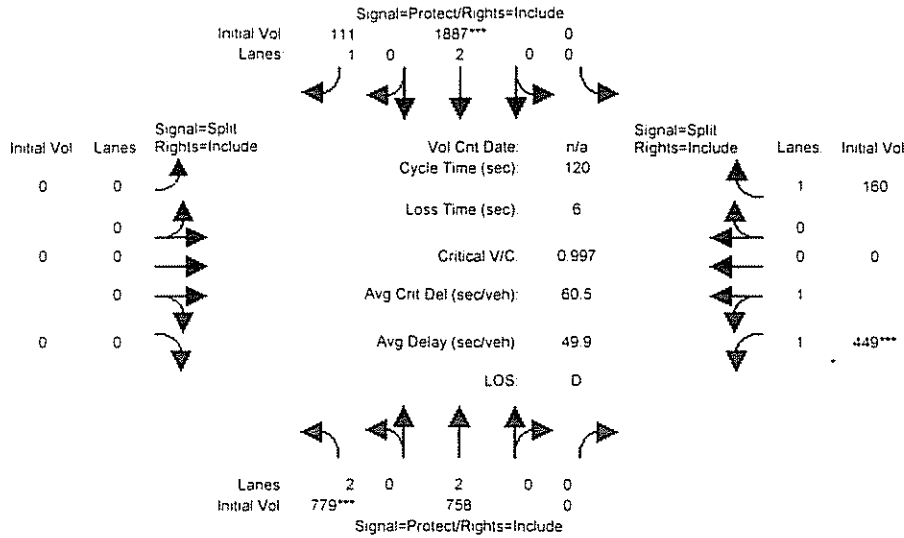 Signal=Protect/Rights=Include
Initial Vol 111 1887*** 0
Lanes: 1 0 2 0 0
Signal=Split
Initial Vol Lanes Rights=Include
Vol Cnt Date: n/a
Signal=Split
Rights=Include Lanes: Initial Vol
Cycle Time (sec): 120
0 0
1 160
Loss Time (sec): 6
0
0
0 0
Critical V/C: 0.997
0 0
0
Avg Crit Del (sec/veh): 60.5
1
0 0
Avg Delay (sec/veh) 49.9
1 449***
LOS: D
Lanes 2 0 2 0 0
Initial Vol 779*** 758 0
Signal=Protect/Rights=Include